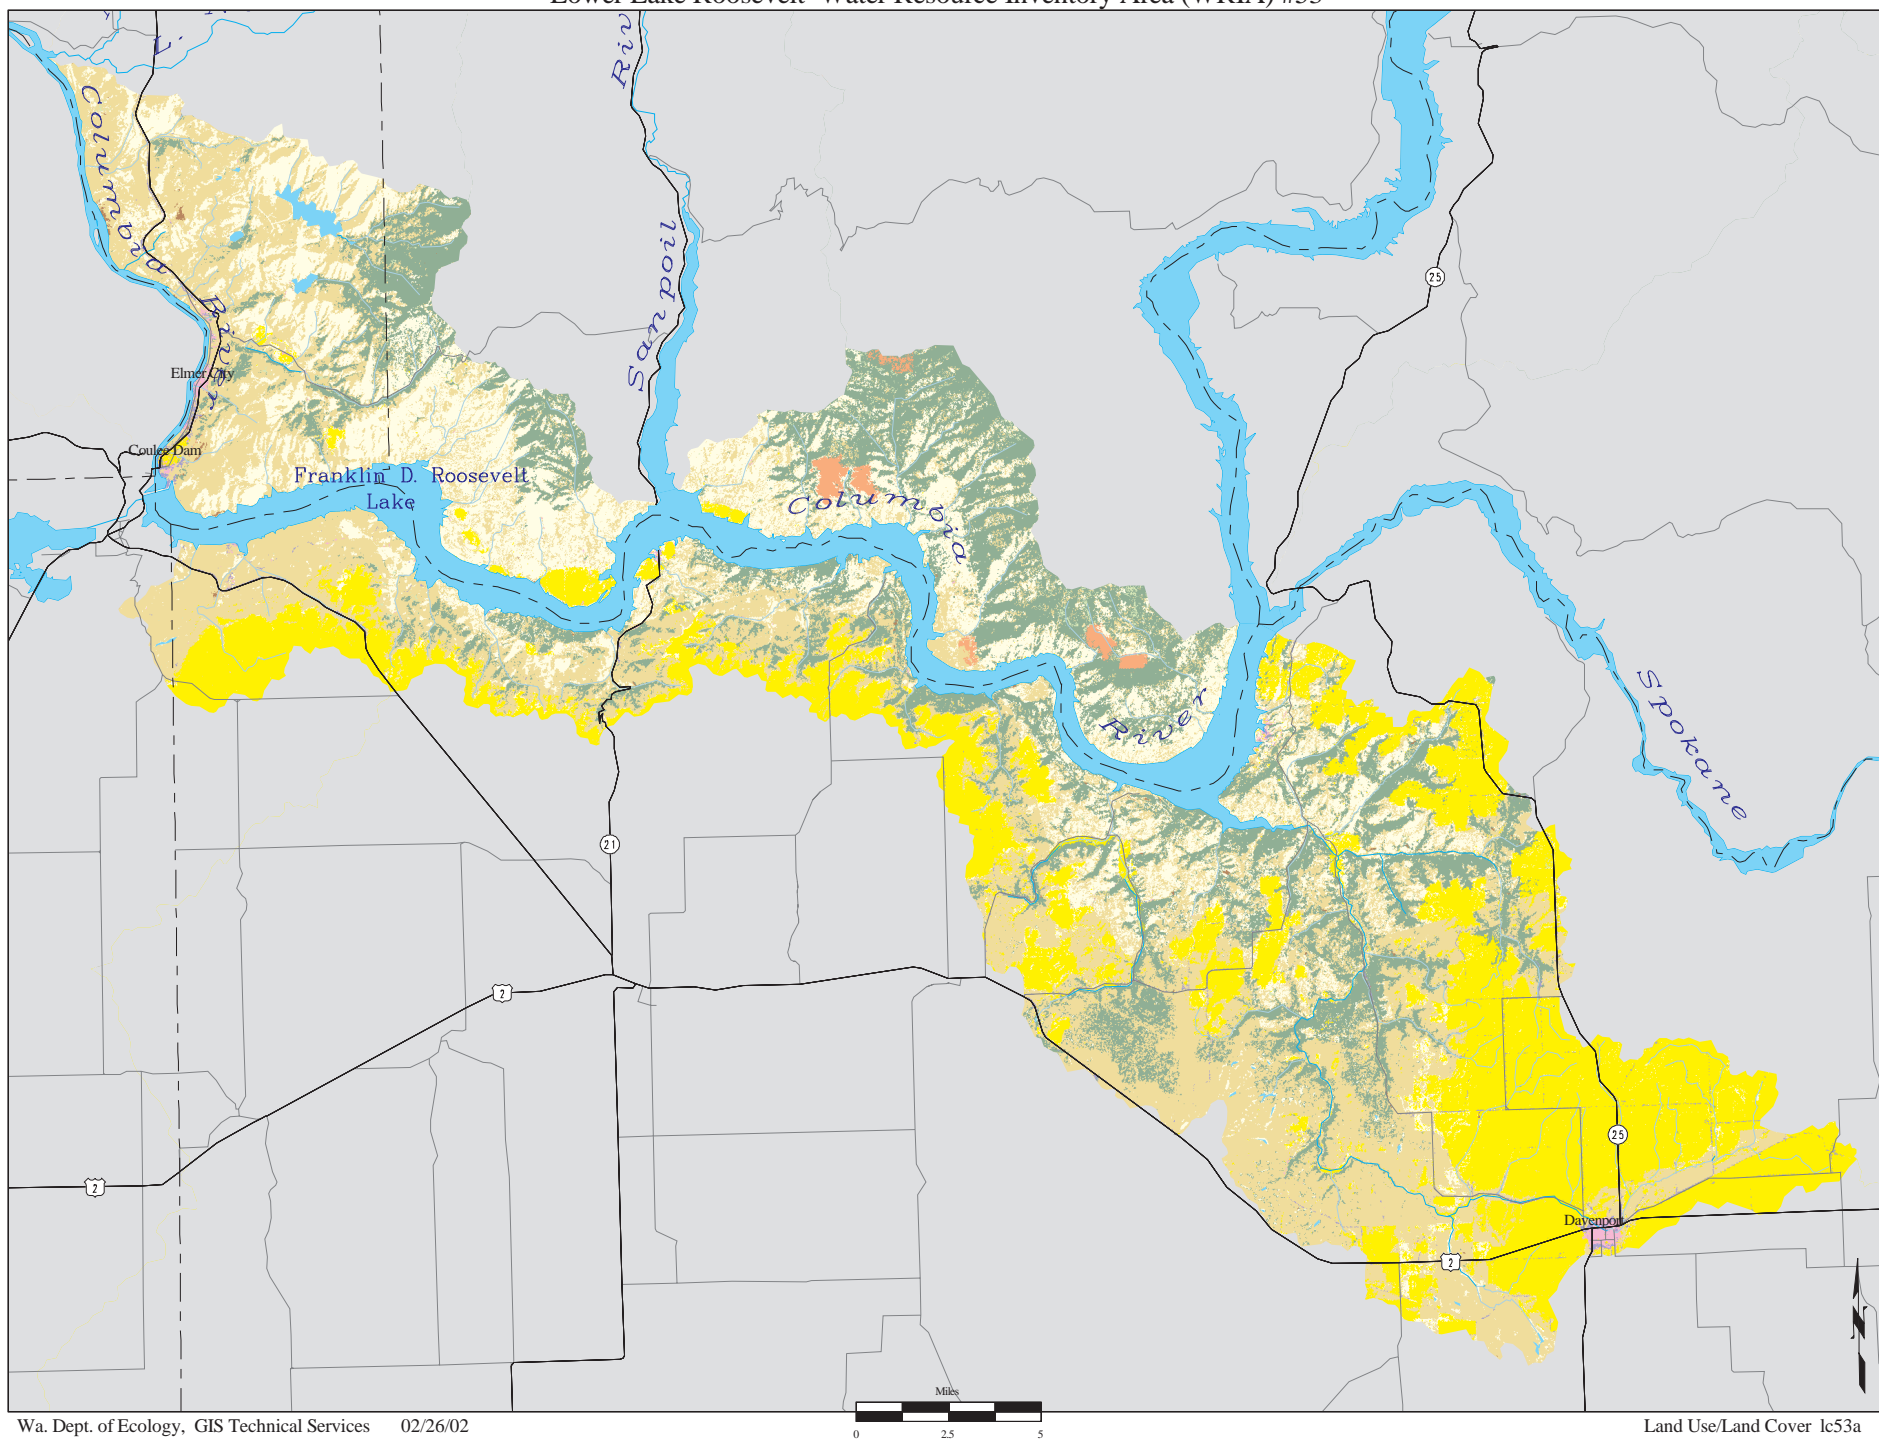 Lower Lake Roosevelt Water Resource Inventory Area (WRIA) #53
Columbia
River
Sanpoil
Riv
25
Elmer City
Coulee Dam
Franklin D. Roosevelt
Lake
Columbia
River
Spokane
21
2
2
25
Davenport
2
N
Miles
0 2.5 5
Wa. Dept. of Ecology, GIS Technical Services 02/26/02
Land Use/Land Cover lc53a